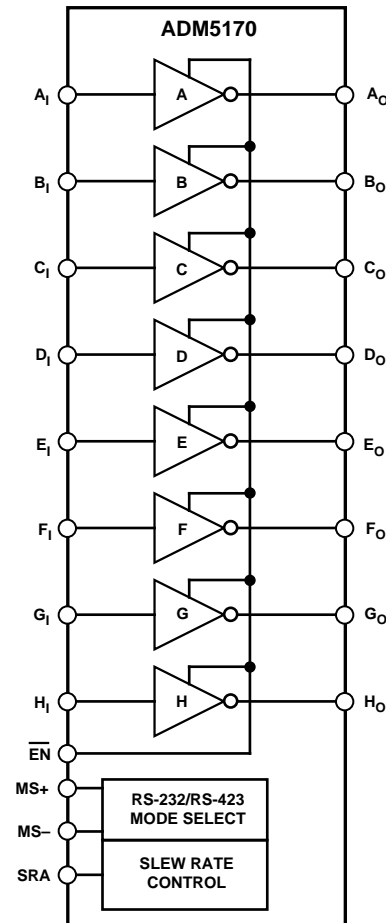 ADM5170
A_I A A_O
B_I B B_O
C_I C C_O
D_I D D_O
E_I E E_O
F_I F F_O
G_I G G_O
H_I H H_O
E̅N̅
MS+
RS-232/RS-423
MODE SELECT
MS–
SRA
SLEW RATE
CONTROL